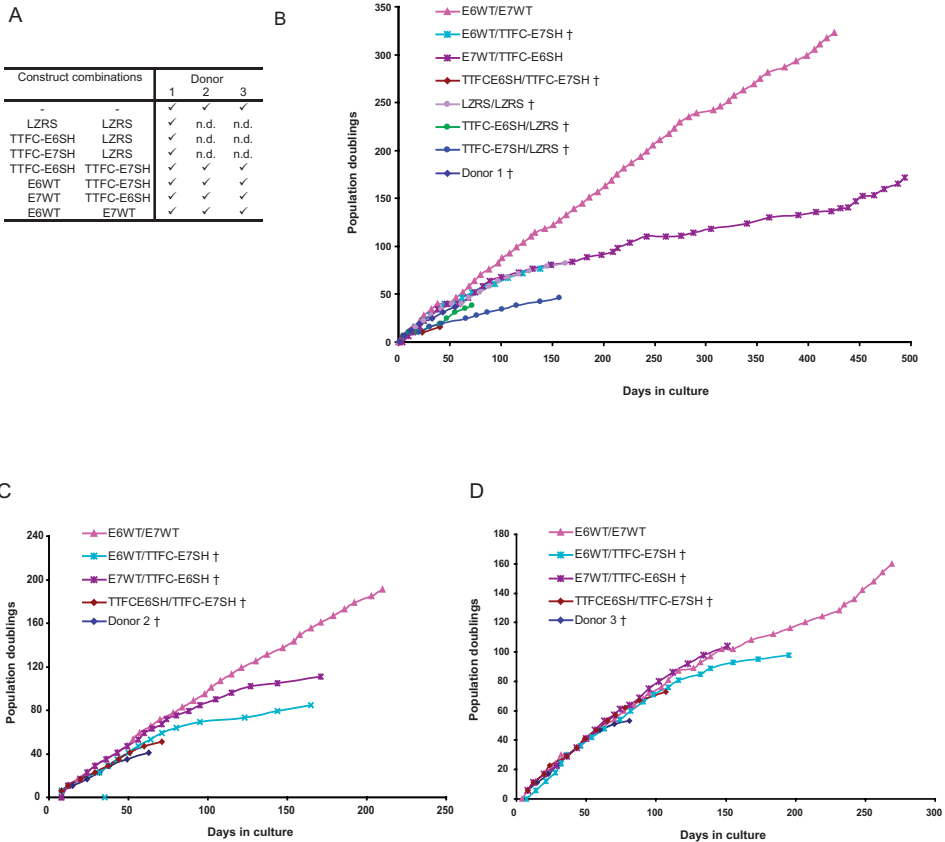 A
Construct combinations Donor
1 2 3
- - ✓ ✓ ✓
LZRS LZRS ✓ n.d. n.d.
TTFC-E6SH LZRS ✓ n.d. n.d.
TTFC-E7SH LZRS ✓ n.d. n.d.
TTFC-E6SH TTFC-E7SH ✓ ✓ ✓
E6WT TTFC-E7SH ✓ ✓ ✓
E7WT TTFC-E6SH ✓ ✓ ✓
E6WT E7WT ✓ ✓ ✓
B
E6WT/E7WT
E6WT/TTFC-E7SH †
E7WT/TTFC-E6SH
TTFCE6SH/TTFC-E7SH †
LZRS/LZRS †
TTFC-E6SH/LZRS †
TTFC-E7SH/LZRS †
Donor 1 †
Population doublings
350
300
250
200
150
100
50
0
0 50 100 150 200 250 300 350 400 450 500
Days in culture
C
E6WT/E7WT
E6WT/TTFC-E7SH †
E7WT/TTFC-E6SH †
TTFCE6SH/TTFC-E7SH †
Donor 2 †
Population doublings
240
200
160
120
80
40
0
0 50 100 150 200 250
Days in culture
D
E6WT/E7WT
E6WT/TTFC-E7SH †
E7WT/TTFC-E6SH †
TTFCE6SH/TTFC-E7SH †
Donor 3 †
Population doublings
180
160
140
120
100
80
60
40
20
0
0 50 100 150 200 250 300
Days in culture